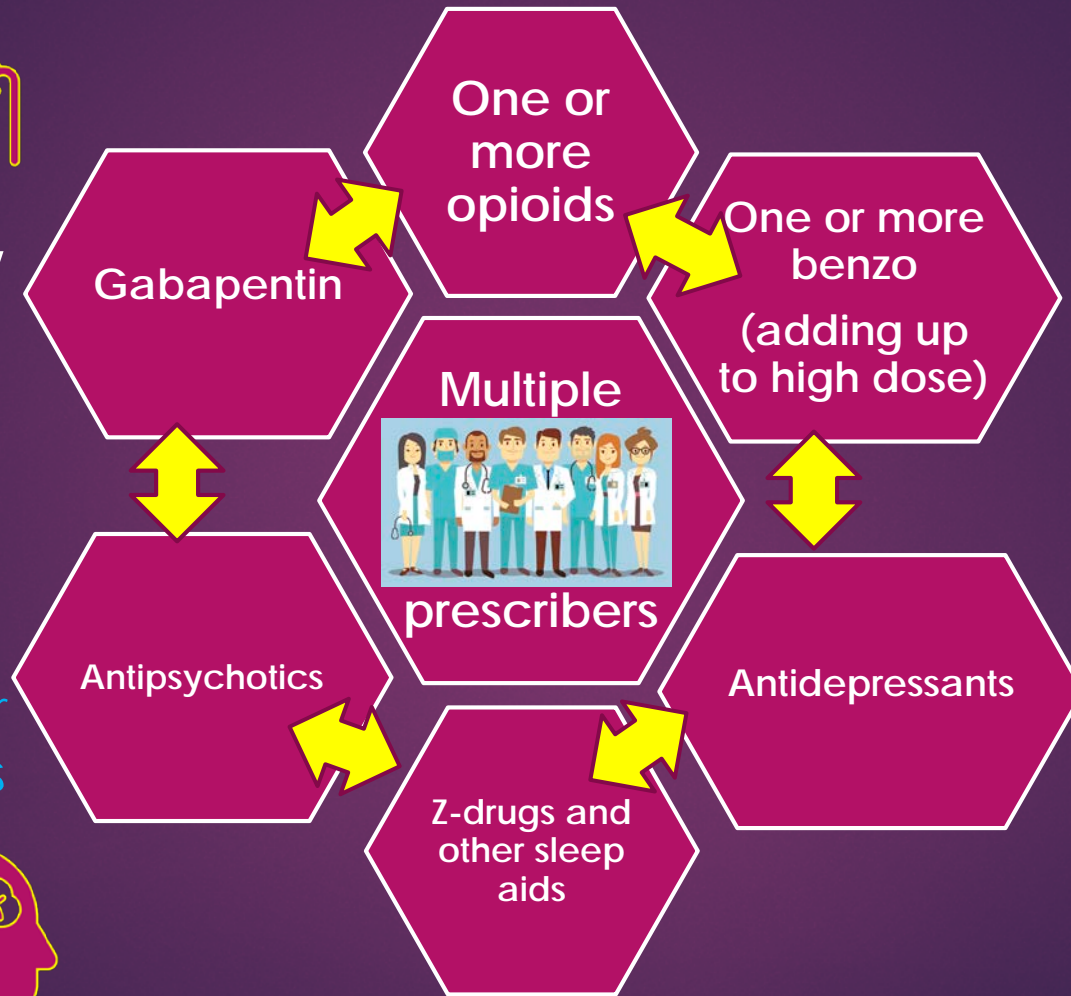 One or
more
opioids
One or more
benzo
(adding up
to high dose)
Gabapentin
Multiple
prescribers
Antipsychotics
Antidepressants
Z-drugs and
other sleep
aids